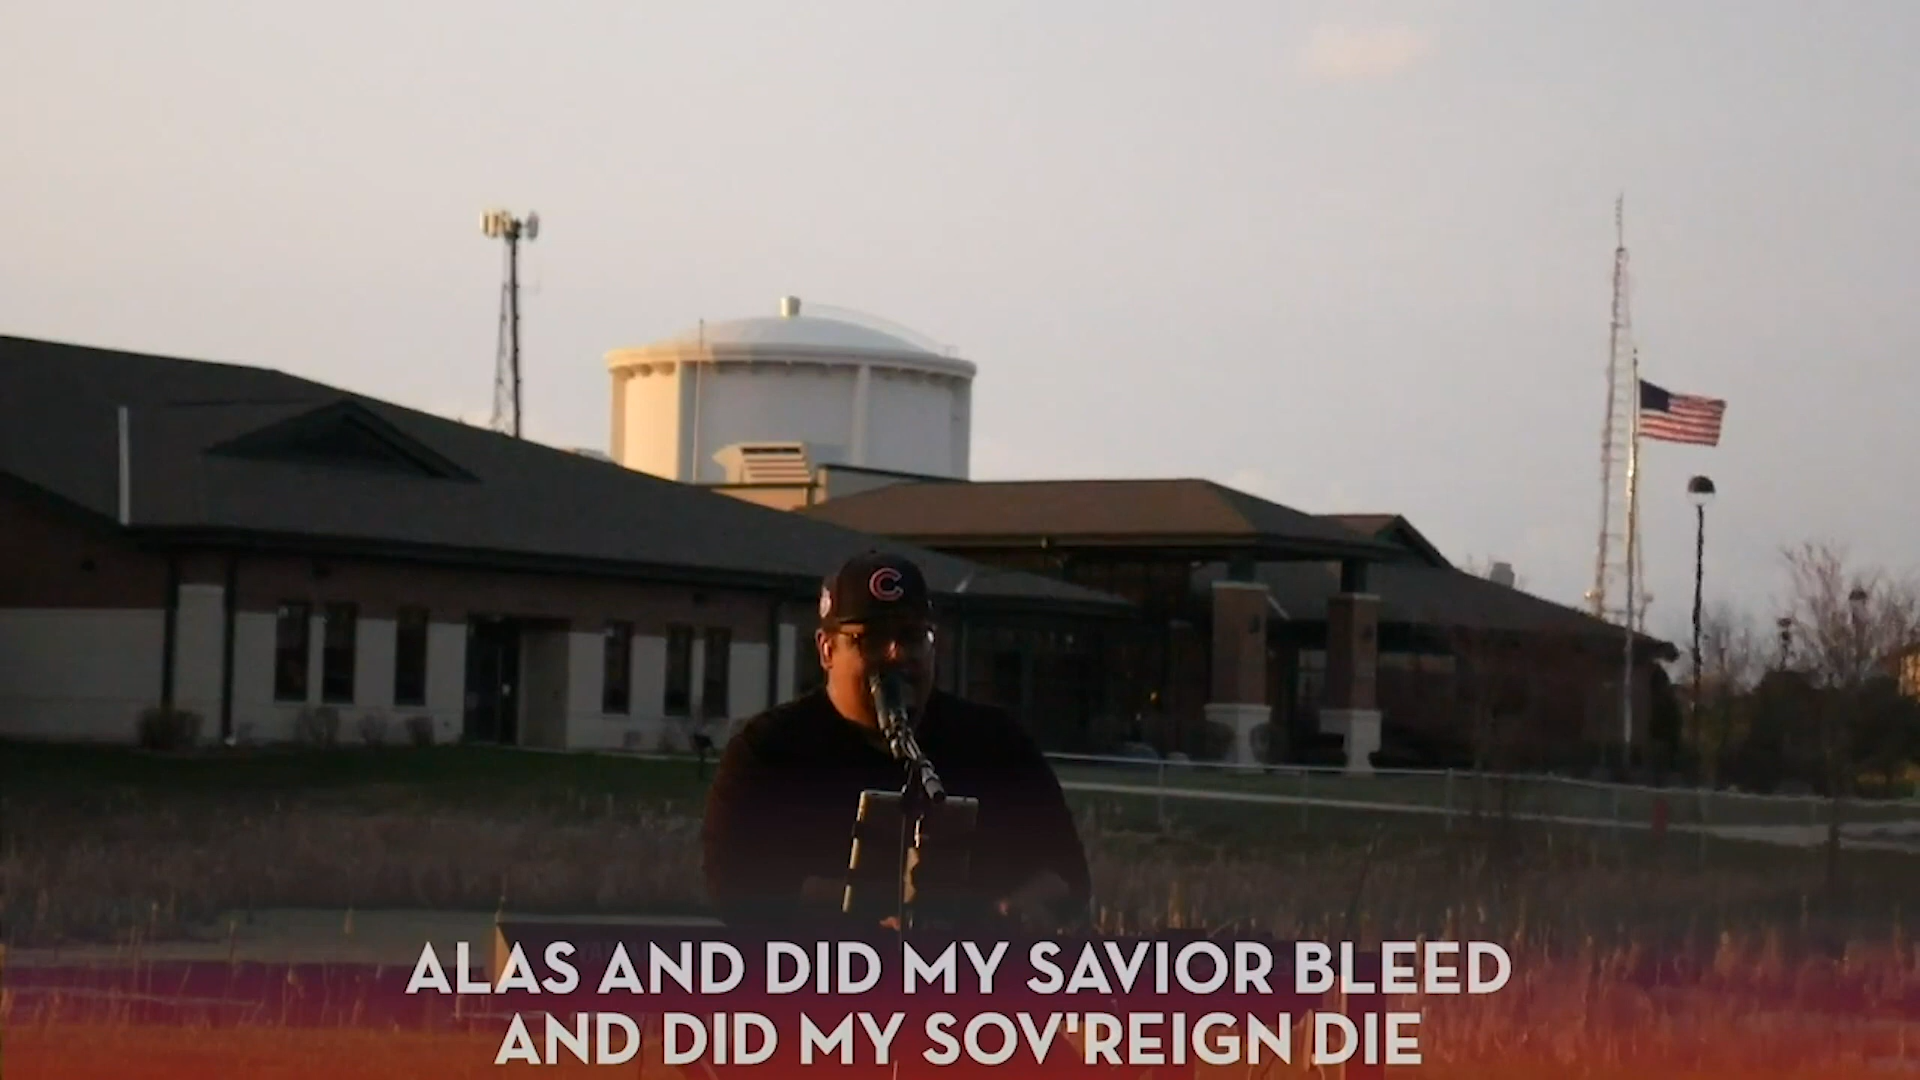 C
ALAS AND DID MY SAVIOR BLEED
AND DID MY SOV'REIGN DIE